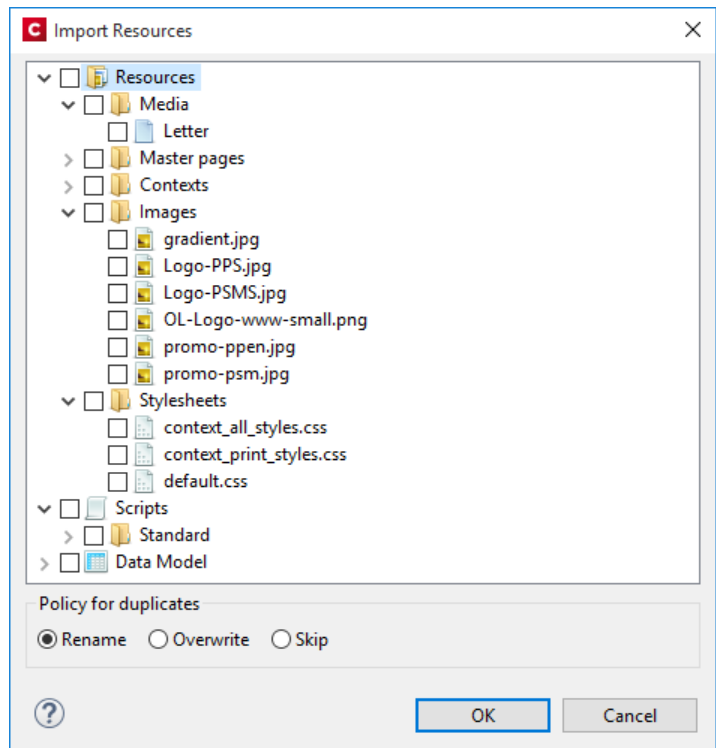 C Import Resources
Resources
Media
Letter
Master pages
Contexts
Images
gradient.jpg
Logo-PPS.jpg
Logo-PSMS.jpg
OL-Logo-www-small.png
promo-ppen.jpg
promo-psm.jpg
Stylesheets
context_all_styles.css
context_print_styles.css
default.css
Scripts
Standard
Data Model
Policy for duplicates
Rename Overwrite Skip
? OK Cancel